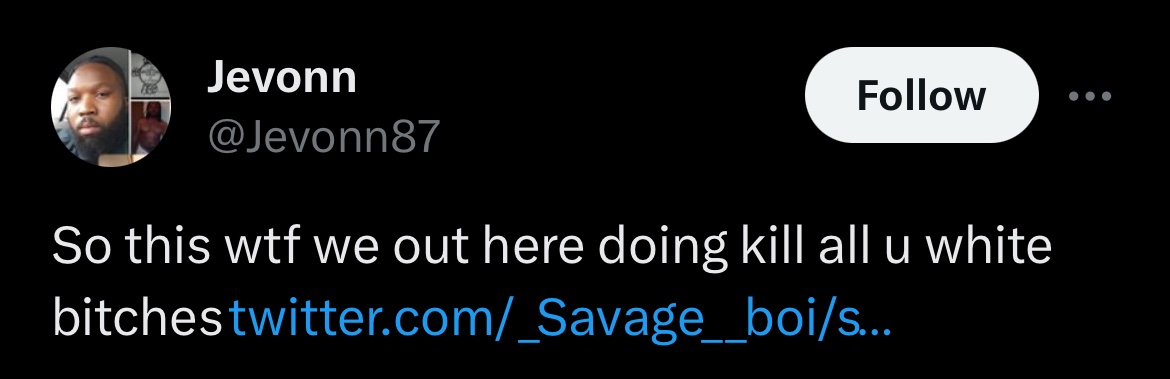 Jevonn
@Jevonn87
Follow
So this wtf we out here doing kill all u white
bitchestwitter.com/_Savage__boi/s...